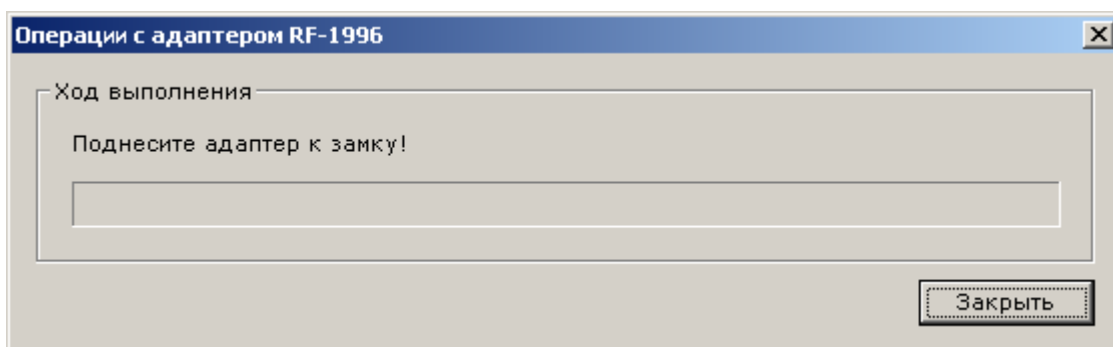 Операции с адаптером RF-1996
Ход выполнения
Поднесите адаптер к замку!
Закрыть